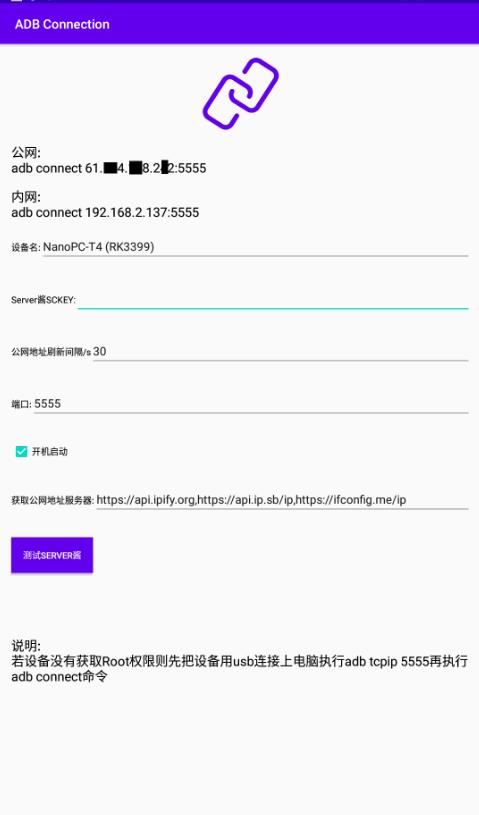 ADB Connection
公网:
adb connect 61. 4. 8.2 2:5555
内网:
adb connect 192.168.2.137:5555
设备名: NanoPC-T4 (RK3399)
Server酱SCKEY:
公网地址刷新间隔/s 30
端口: 5555
开机启动
获取公网地址服务器: https://api.ipify.org,https://api.ip.sb/ip,https://ifconfig.me/ip
测试SERVER酱
说明:
若设备没有获取Root权限则先把设备用usb连接上电脑执行adb tcpip 5555再执行
adb connect命令